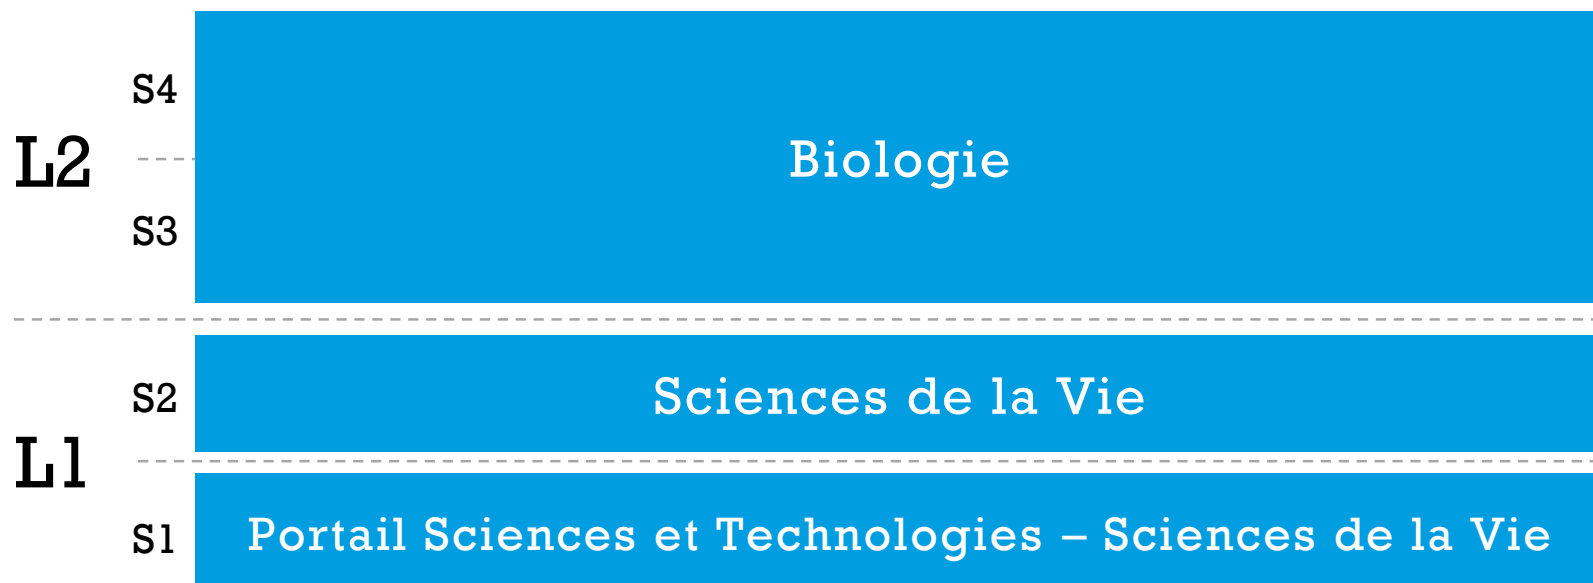 S4
L2
Biologie
S3
S2
Sciences de la Vie
L1
S1
Portail Sciences et Technologies – Sciences de la Vie